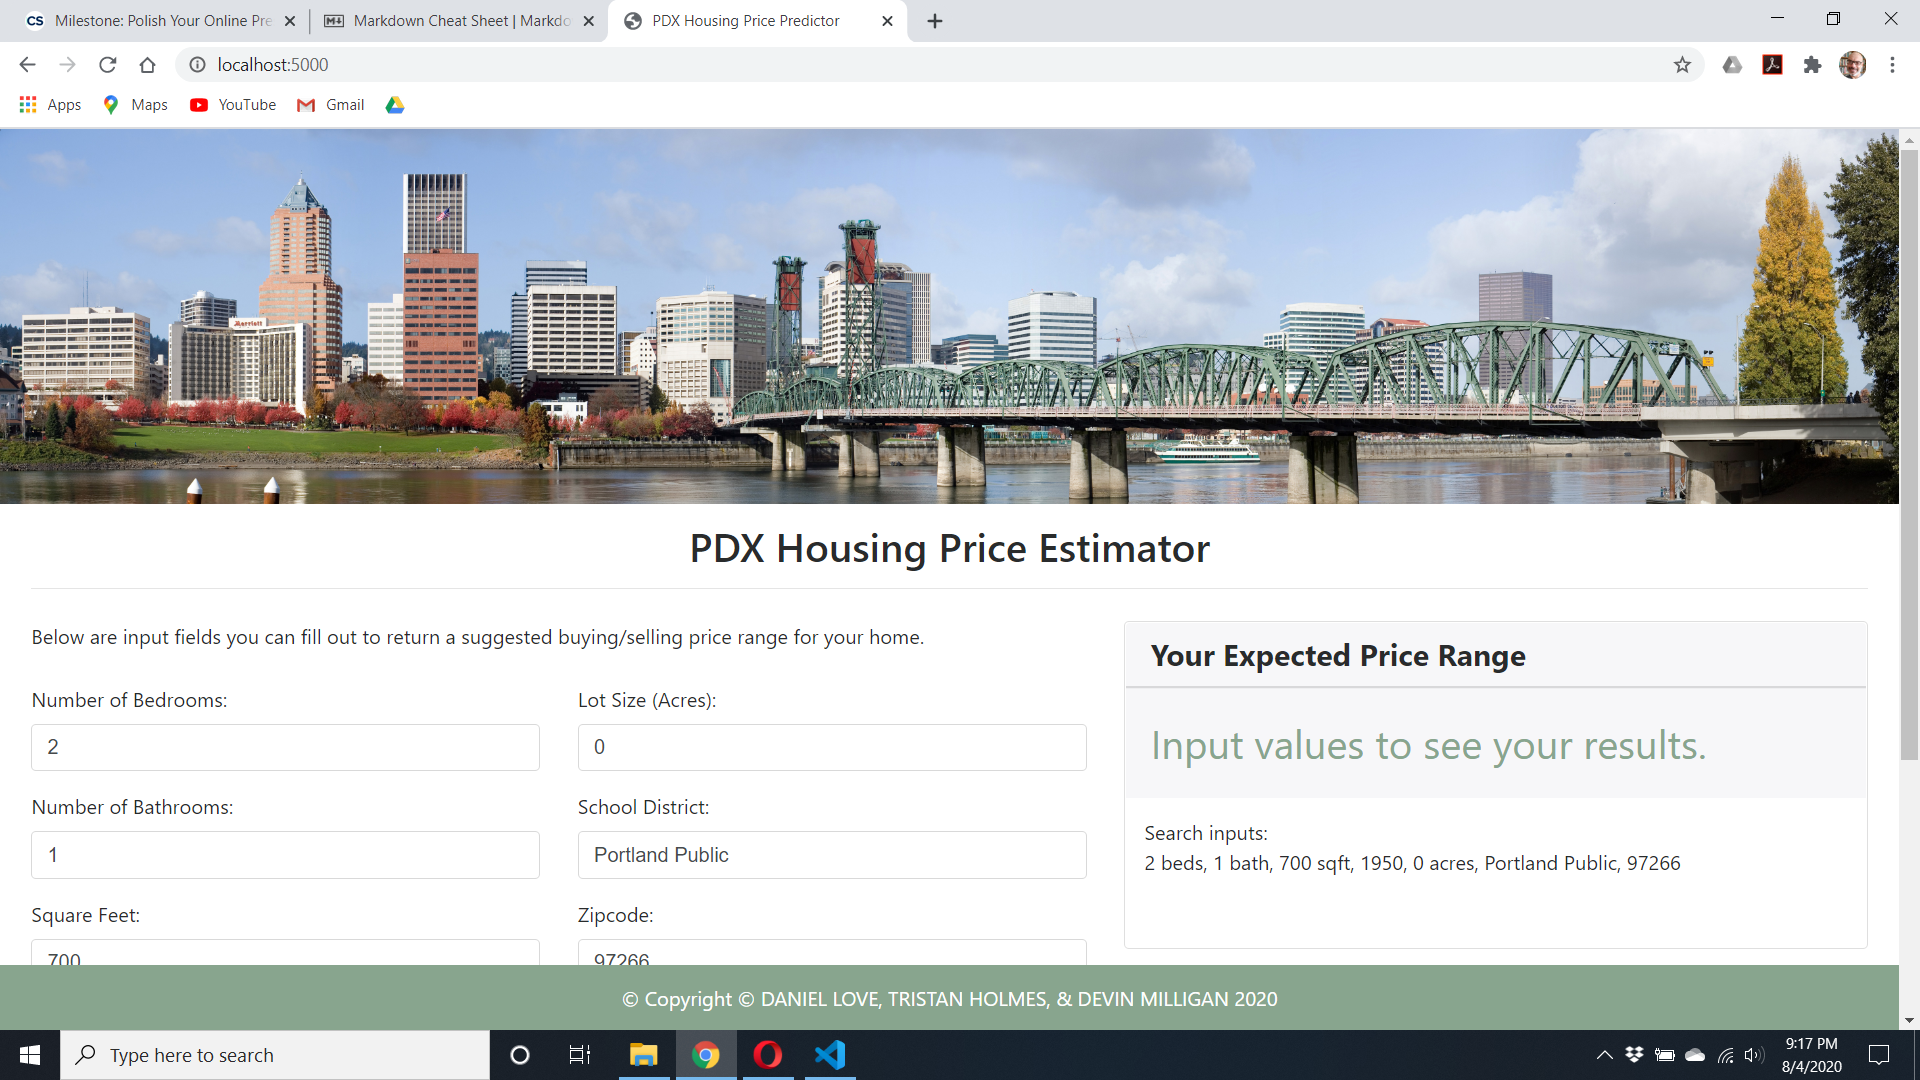 CS Milestone: Polish Your Online Pre
Markdown Cheat Sheet | Markdo
PDX Housing Price Predictor
localhost:5000
Apps
Maps
YouTube
Gmail
Marriott
PDX Housing Price Estimator
Below are input fields you can fill out to return a suggested buying/selling price range for your home.
Number of Bedrooms:
2
Lot Size (Acres):
0
Number of Bathrooms:
1
School District:
Portland Public
Square Feet:
700
Zipcode:
97266
Your Expected Price Range
Input values to see your results.
Search inputs:
2 beds, 1 bath, 700 sqft, 1950, 0 acres, Portland Public, 97266
© Copyright © DANIEL LOVE, TRISTAN HOLMES, & DEVIN MILLIGAN 2020
Type here to search
9:17 PM
8/4/2020